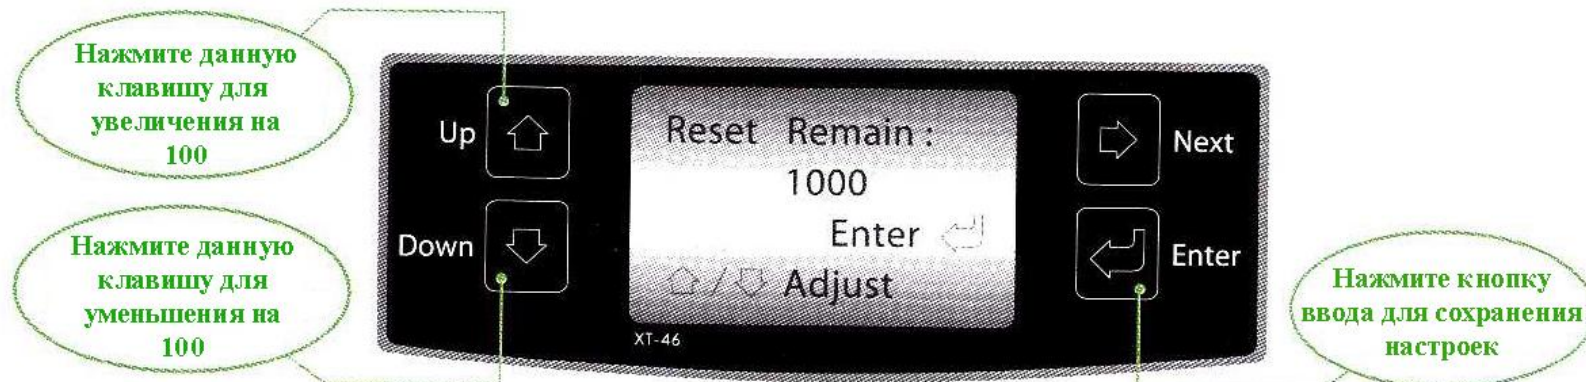 Нажмите данную
клавишу для
увеличения на
100
Up
Reset Remain :
1000
Enter
Adjust
Next
Down
Enter
Нажмите данную
клавишу для
уменьшения на
100
XT-46
Нажмите кнопку
ввода для сохранения
настроек